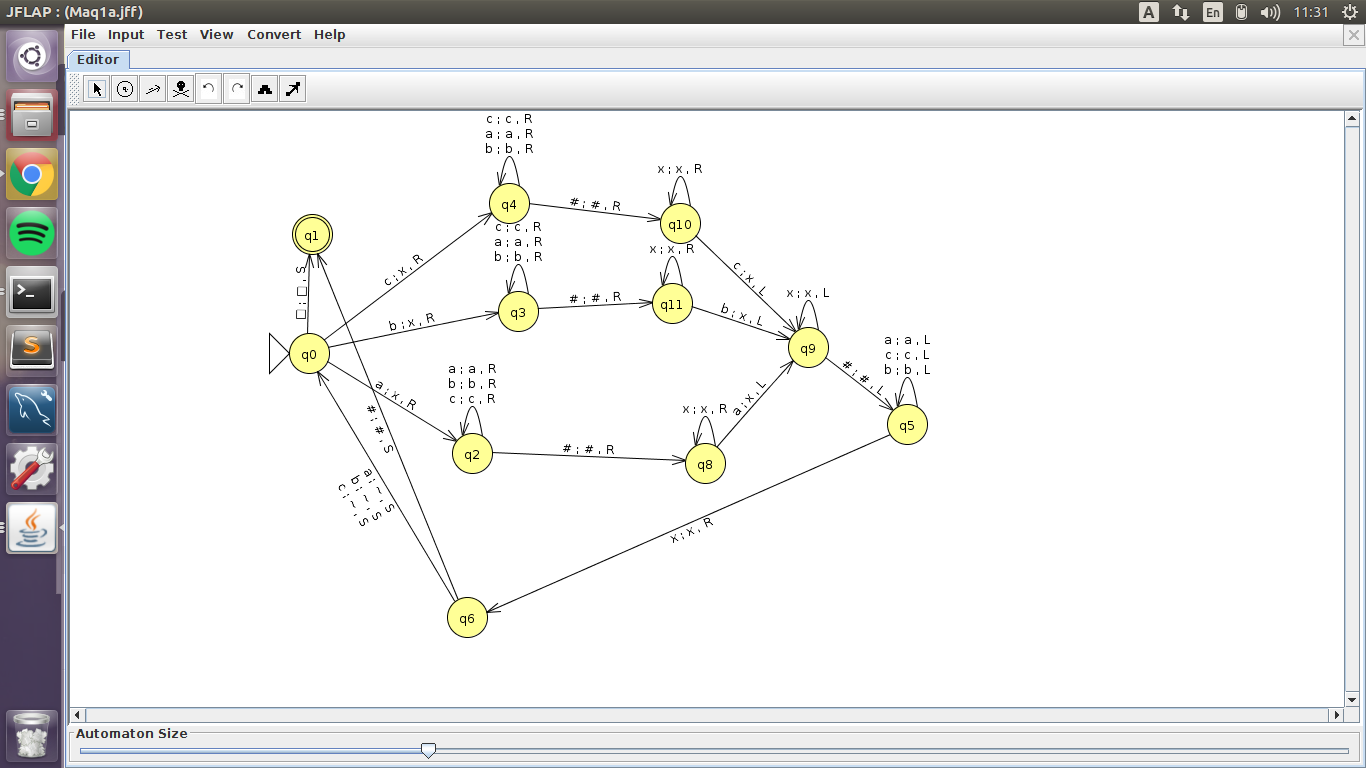 JFLAP : (Maq1a.jff)
A
En
11:31
File Input Test View Convert Help
Editor
c ; c , R
a ; a , R
b ; b , R
q4
# ; # , R
x ; x , R
q10
c ; x , L
q1
□ ; □ , S
c ; x , R
c ; c , R
a ; a , R
b ; b , R
q3
# ; # , R
x ; x , R
q11
b ; x , L
x ; x , L
q9
# ; # , L
a ; a , L
c ; c , L
b ; b , L
q5
q0
b ; x , R
a ; x , R
# ; # , S
a ; a , R
b ; b , R
c ; c , R
q2
# ; # , R
x ; x , R
q8
a ; x , L
a ; ~ , S
b ; ~ , S
c ; ~ , S
x ; x , R
q6
Automaton Size